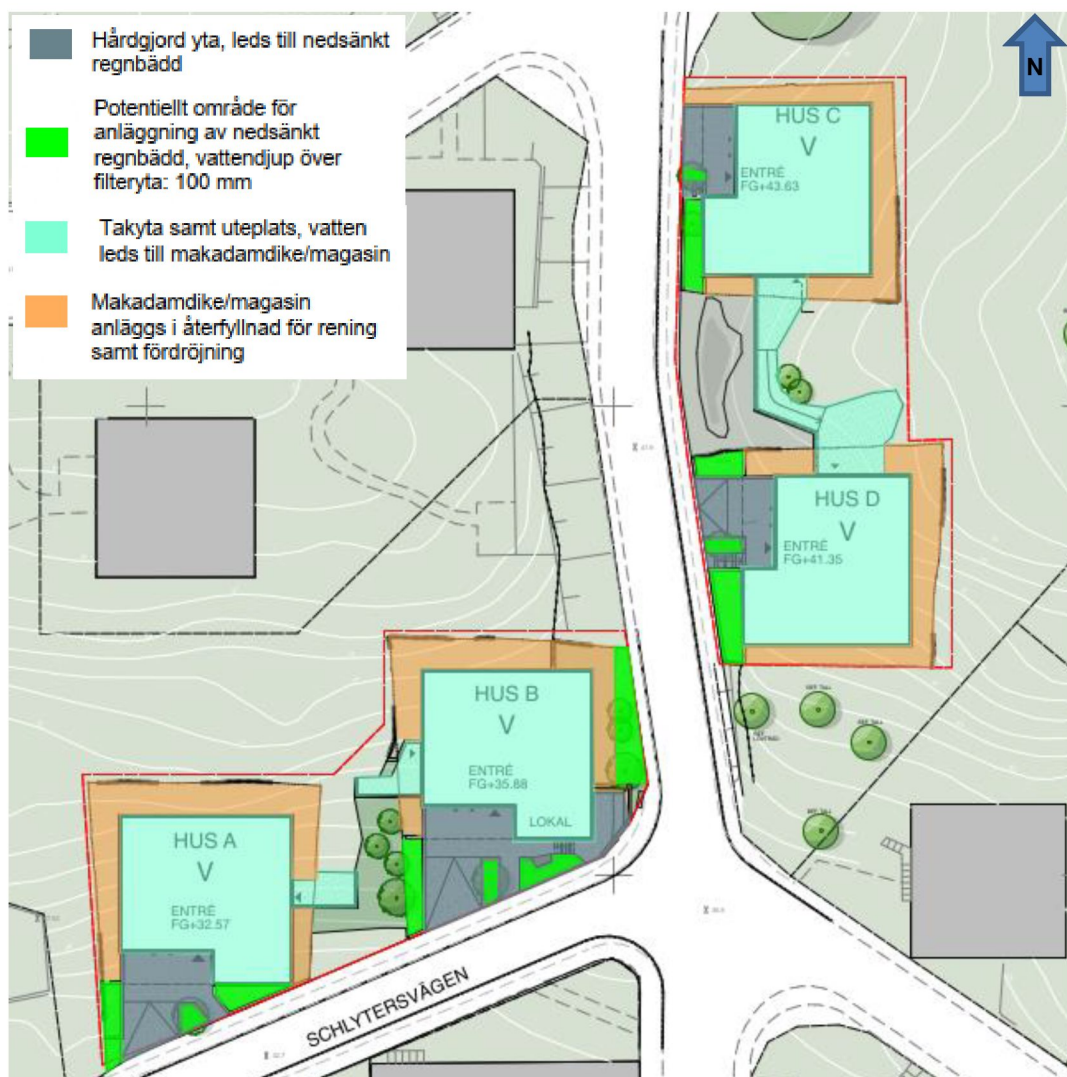 Hårdgjord yta, leds till nedsänkt
regnbädd
Potentiellt område för
anläggning av nedsänkt
regnbädd, vattendjup över
filteryta: 100 mm
Takyta samt uteplats, vatten
leds till makadamdike/magasin
Makadamdike/magasin
anläggs i återfyllnad för rening
samt fördröjning
N
HUS C
V
ENTRÉ
FG+43.63
HUS D
V
ENTRÉ
FG+41.35
HUS B
V
ENTRÉ
FG+35.68
LOKAL
HUS A
V
ENTRÉ
FG+32.57
SCHLYTERSVÄGEN